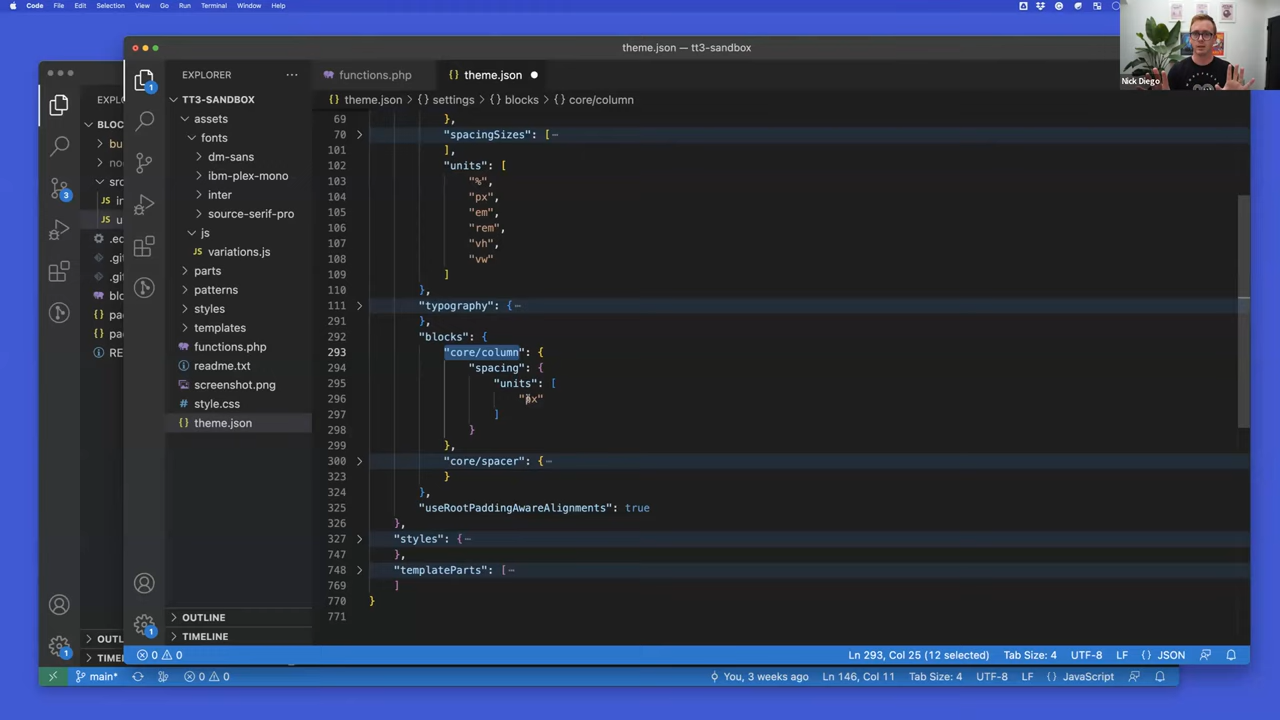 Code File Edit Selection View Go Run Terminal Window Help
theme.json — tt3-sandbox
Nick Diego
EXPLORER
functions.php
theme.json
TT3-SANDBOX
theme.json › {} settings › {} blocks › {} core/column
assets
fonts
dm-sans
ibm-plex-mono
inter
source-serif-pro
js
variations.js
parts
patterns
styles
templates
functions.php
readme.txt
screenshot.png
style.css
theme.json
OUTLINE
TIMELINE
69 },
70 "spacingSizes": [
101 ],
102 "units": [
103 "%",
104 "px",
105 "em",
106 "rem",
107 "vh",
108 "vw"
109 ]
110 },
111 "typography": {
291 },
292 "blocks": {
293 "core/column": {
294 "spacing": {
295 "units": [
296 "px"
297 ]
298 }
299 },
300 "core/spacer": {
323 }
324 },
325 "useRootPaddingAwareAlignments": true
326 },
327 "styles": {
747 },
748 "templateParts": [
769 ]
770 }
771
0 0 Ln 293, Col 25 (12 selected) Tab Size: 4 UTF-8 LF {} JSON
main* 0 0 You, 3 weeks ago Ln 146, Col 11 Tab Size: 4 UTF-8 LF {} JavaScript